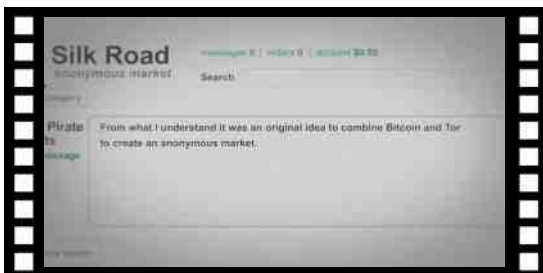 Silk Road
anonymous market
messages 0 | orders 0 | account $0.00
Search
Pirate
From what I understand it was an original idea to combine Bitcoin and Tor
to create an anonymous market.
message